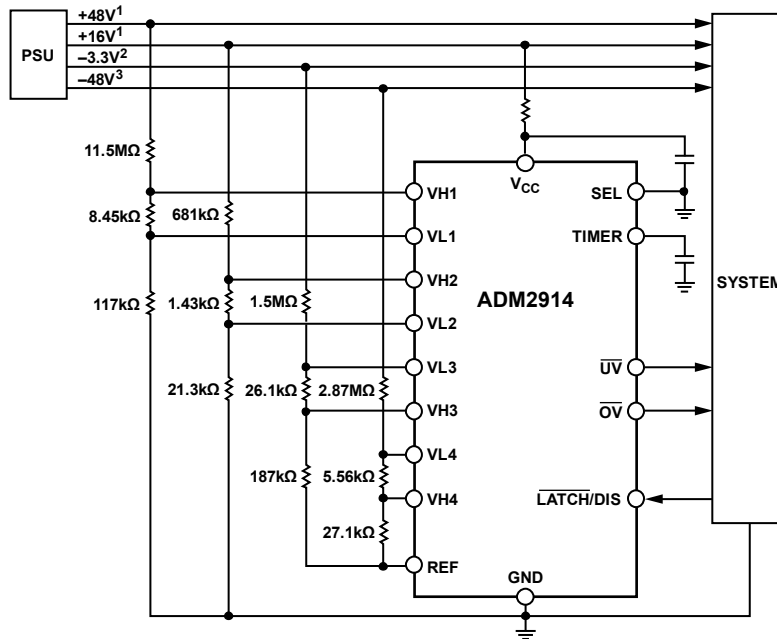 +48V¹
+16V¹
–3.3V²
–48V³
PSU
11.5MΩ
8.45kΩ
681kΩ
117kΩ
1.43kΩ
1.5MΩ
21.3kΩ
26.1kΩ
2.87MΩ
187kΩ
5.56kΩ
27.1kΩ
VCC
VH1
SEL
VL1
TIMER
VH2
ADM2914
SYSTEM
VL2
VL3
UV
VH3
OV
VL4
VH4
LATCH/DIS
REF
GND